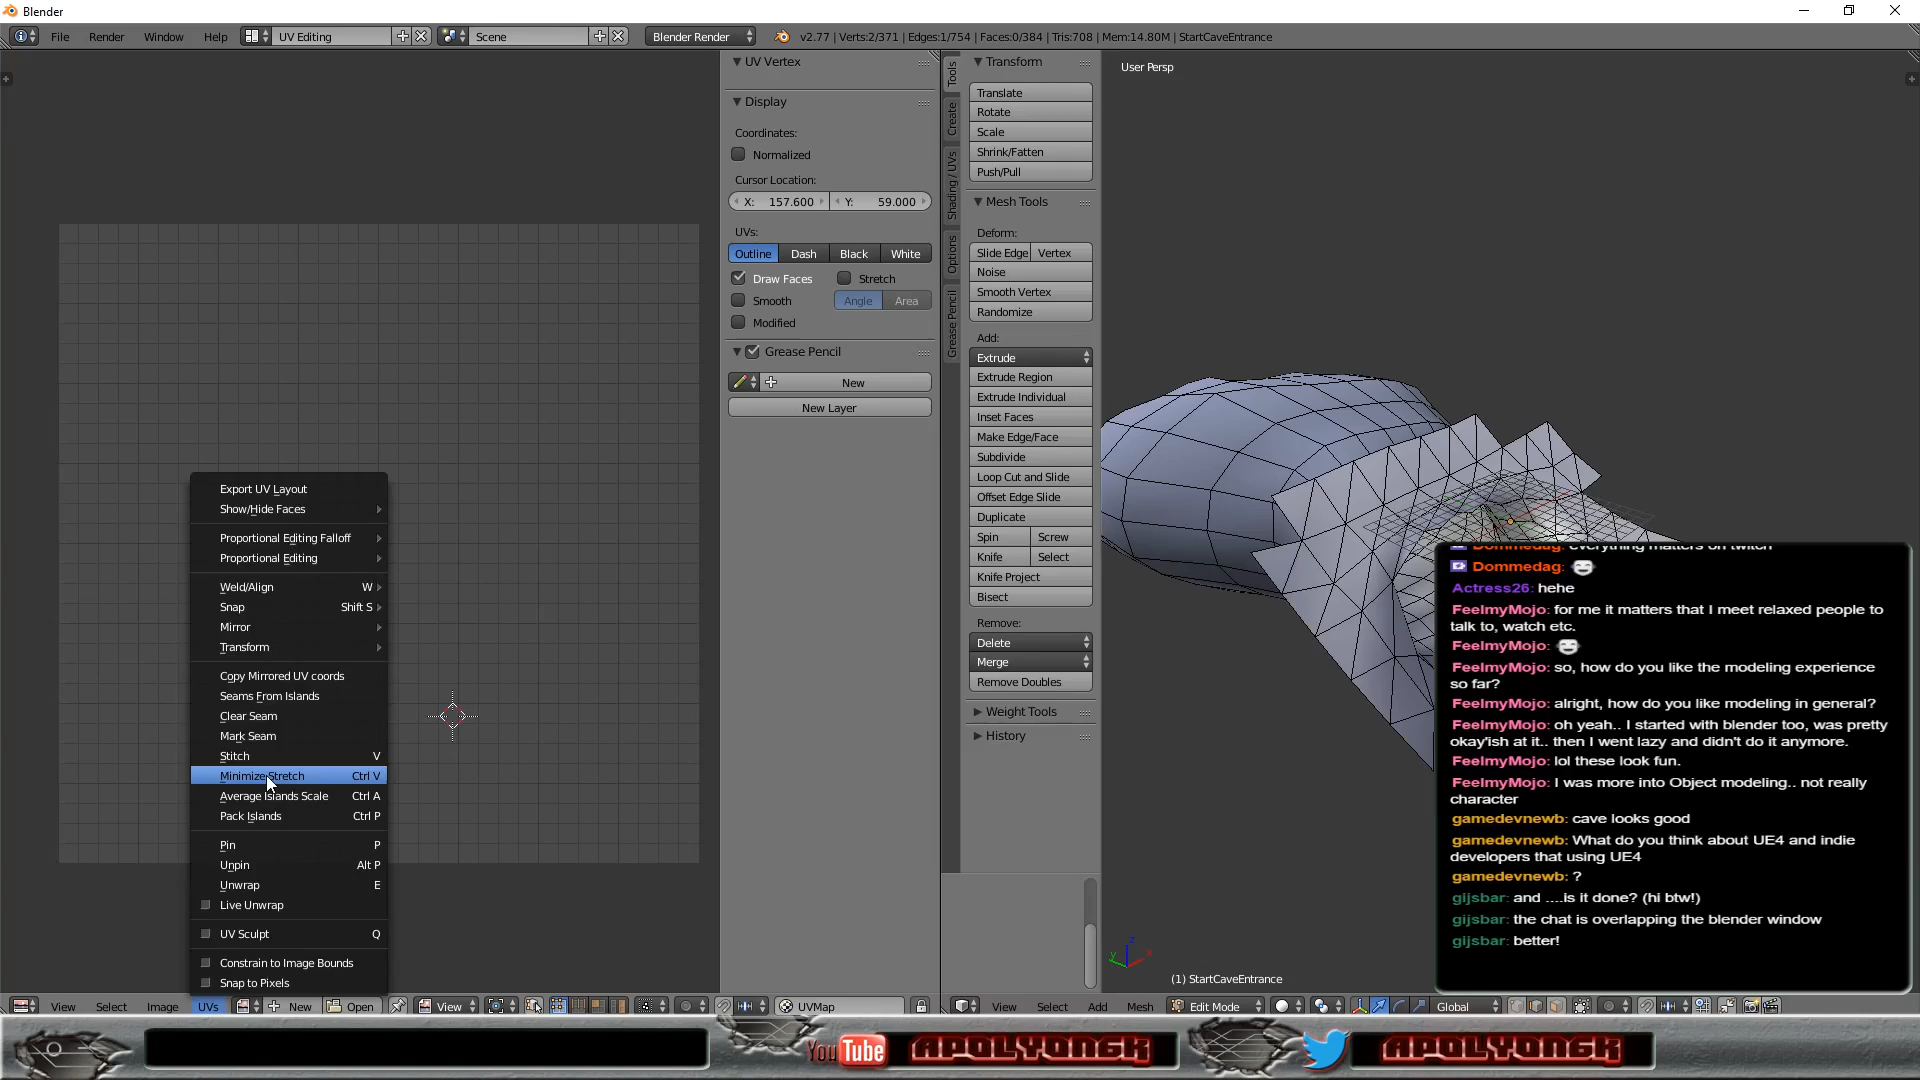 Blender
File Render Window Help UV Editing Scene Blender Render v2.77 | Verts:2/371 | Edges:1/754 | Faces:0/384 | Tris:708 | Mem:14.80M | StartCaveEntrance
UV Vertex
Display
Coordinates:
Normalized
Cursor Location:
X: 157.600 Y: 59.000
UVs:
Outline Dash Black White
Draw Faces Stretch
Smooth Angle Area
Modified
Grease Pencil
New
New Layer
Export UV Layout
Show/Hide Faces
Proportional Editing Falloff
Proportional Editing
Weld/Align W
Snap Shift S
Mirror
Transform
Copy Mirrored UV coords
Seams From Islands
Clear Seam
Mark Seam
Stitch V
Minimize Stretch Ctrl V
Average Islands Scale Ctrl A
Pack Islands Ctrl P
Pin P
Unpin Alt P
Unwrap E
Live Unwrap
UV Sculpt Q
Constrain to Image Bounds
Snap to Pixels
View Select Image UVs New Open View UVMap
Tools
Create
Shading / UVs
Options
Grease Pencil
Transform
Translate
Rotate
Scale
Shrink/Fatten
Push/Pull
Mesh Tools
Deform:
Slide Edge Vertex
Noise
Smooth Vertex
Randomize
Add:
Extrude
Extrude Region
Extrude Individual
Inset Faces
Make Edge/Face
Subdivide
Loop Cut and Slide
Offset Edge Slide
Duplicate
Spin Screw
Knife Select
Knife Project
Bisect
Remove:
Delete
Merge
Remove Doubles
Weight Tools
History
User Persp
z
y x
(1) StartCaveEntrance
View Select Add Mesh Edit Mode Global
Dommedag: everything matters on twitch
Dommedag:
Actress26: hehe
FeelmyMojo: for me it matters that I meet relaxed people to
talk to, watch etc.
FeelmyMojo:
FeelmyMojo: so, how do you like the modeling experience
so far?
FeelmyMojo: alright, how do you like modeling in general?
FeelmyMojo: oh yeah.. I started with blender too, was pretty
okay'ish at it.. then I went lazy and didn't do it anymore.
FeelmyMojo: lol these look fun.
FeelmyMojo: I was more into Object modeling.. not really
character
gamedevnewb: cave looks good
gamedevnewb: What do you think about UE4 and indie
developers that using UE4
gamedevnewb: ?
gijsbar: and ....is it done? (hi btw!)
gijsbar: the chat is overlapping the blender window
gijsbar: better!
YouTube APOLYONGK APOLYONGK